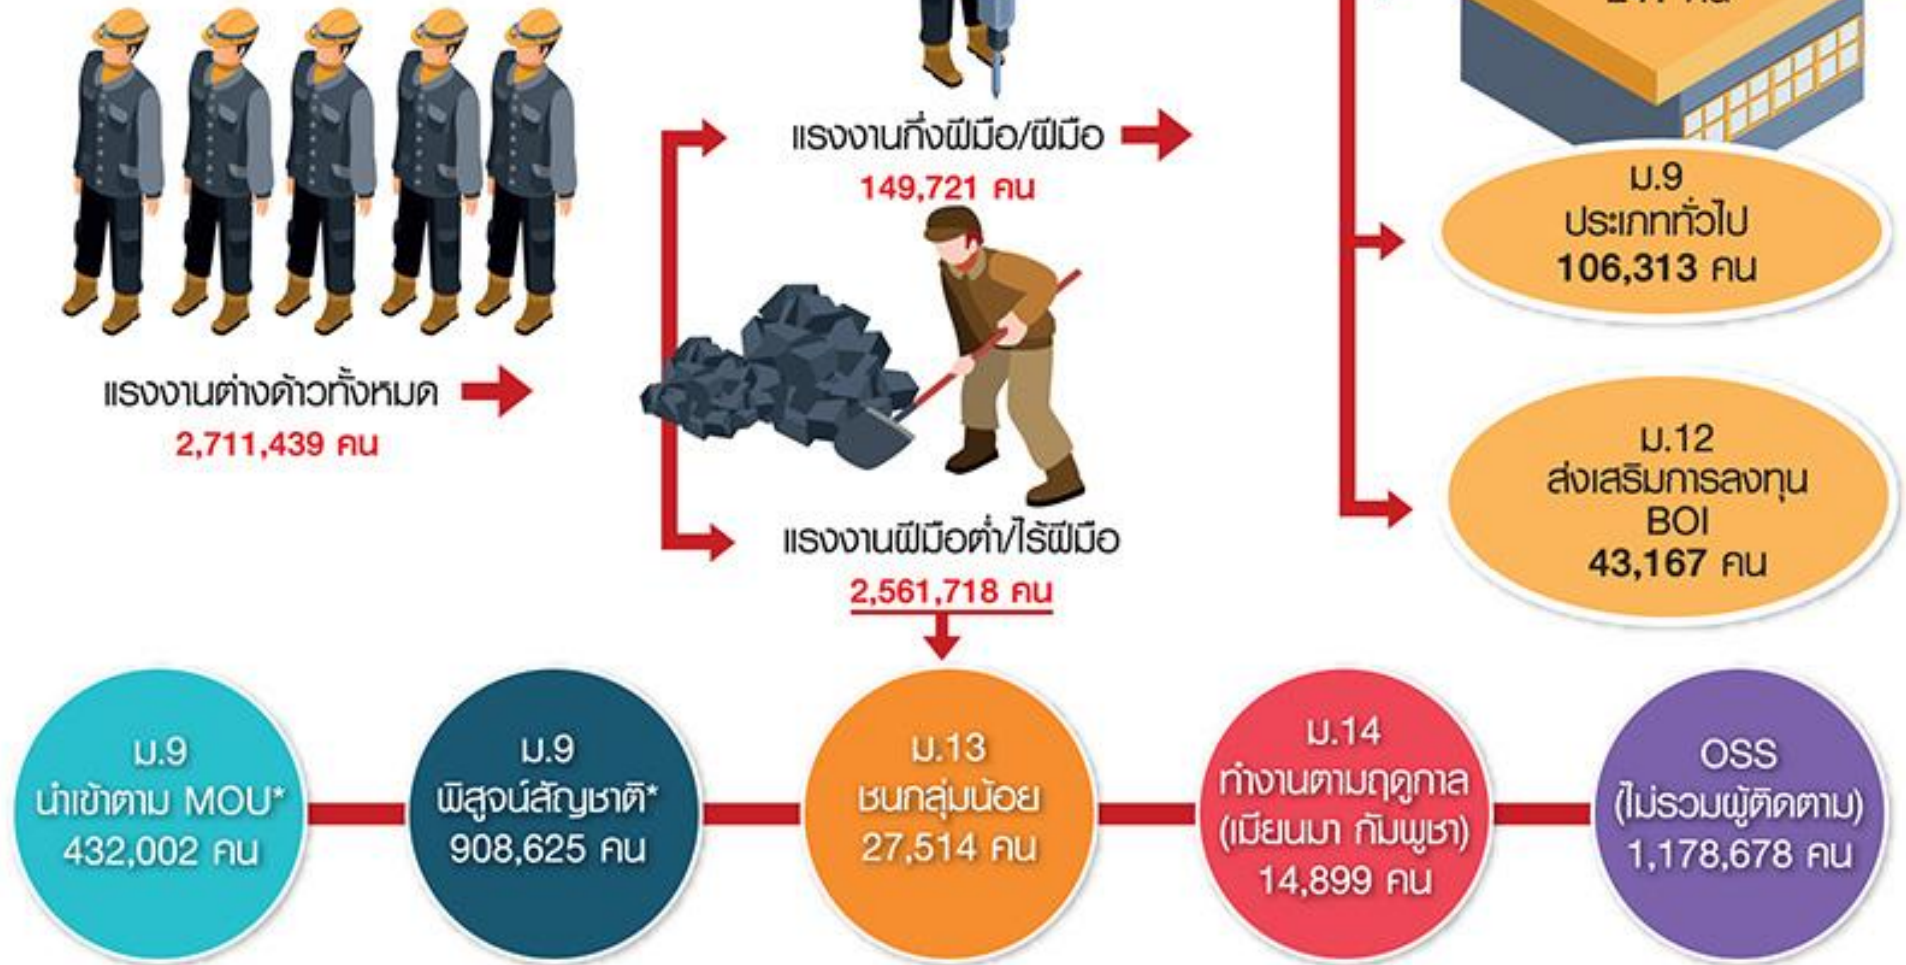 แรงงานต่างด้าวทั้งหมด
2,711,439 คน
แรงงานกึ่งฝีมือ/ฝีมือ
149,721 คน
แรงงานฝีมือต่ำ/ไร้ฝีมือ
2,561,718 คน
คน
ม.9
ประเภททั่วไป
106,313 คน
ม.12
ส่งเสริมการลงทุน
BOI
43,167 คน
ม.9
นำเข้าตาม MOU*
432,002 คน
ม.9
พิสูจน์สัญชาติ*
908,625 คน
ม.13
ชนกลุ่มน้อย
27,514 คน
ม.14
ทำงานตามฤดูกาล
(เมียนมา กัมพูชา)
14,899 คน
OSS
(ไม่รวมผู้ติดตาม)
1,178,678 คน